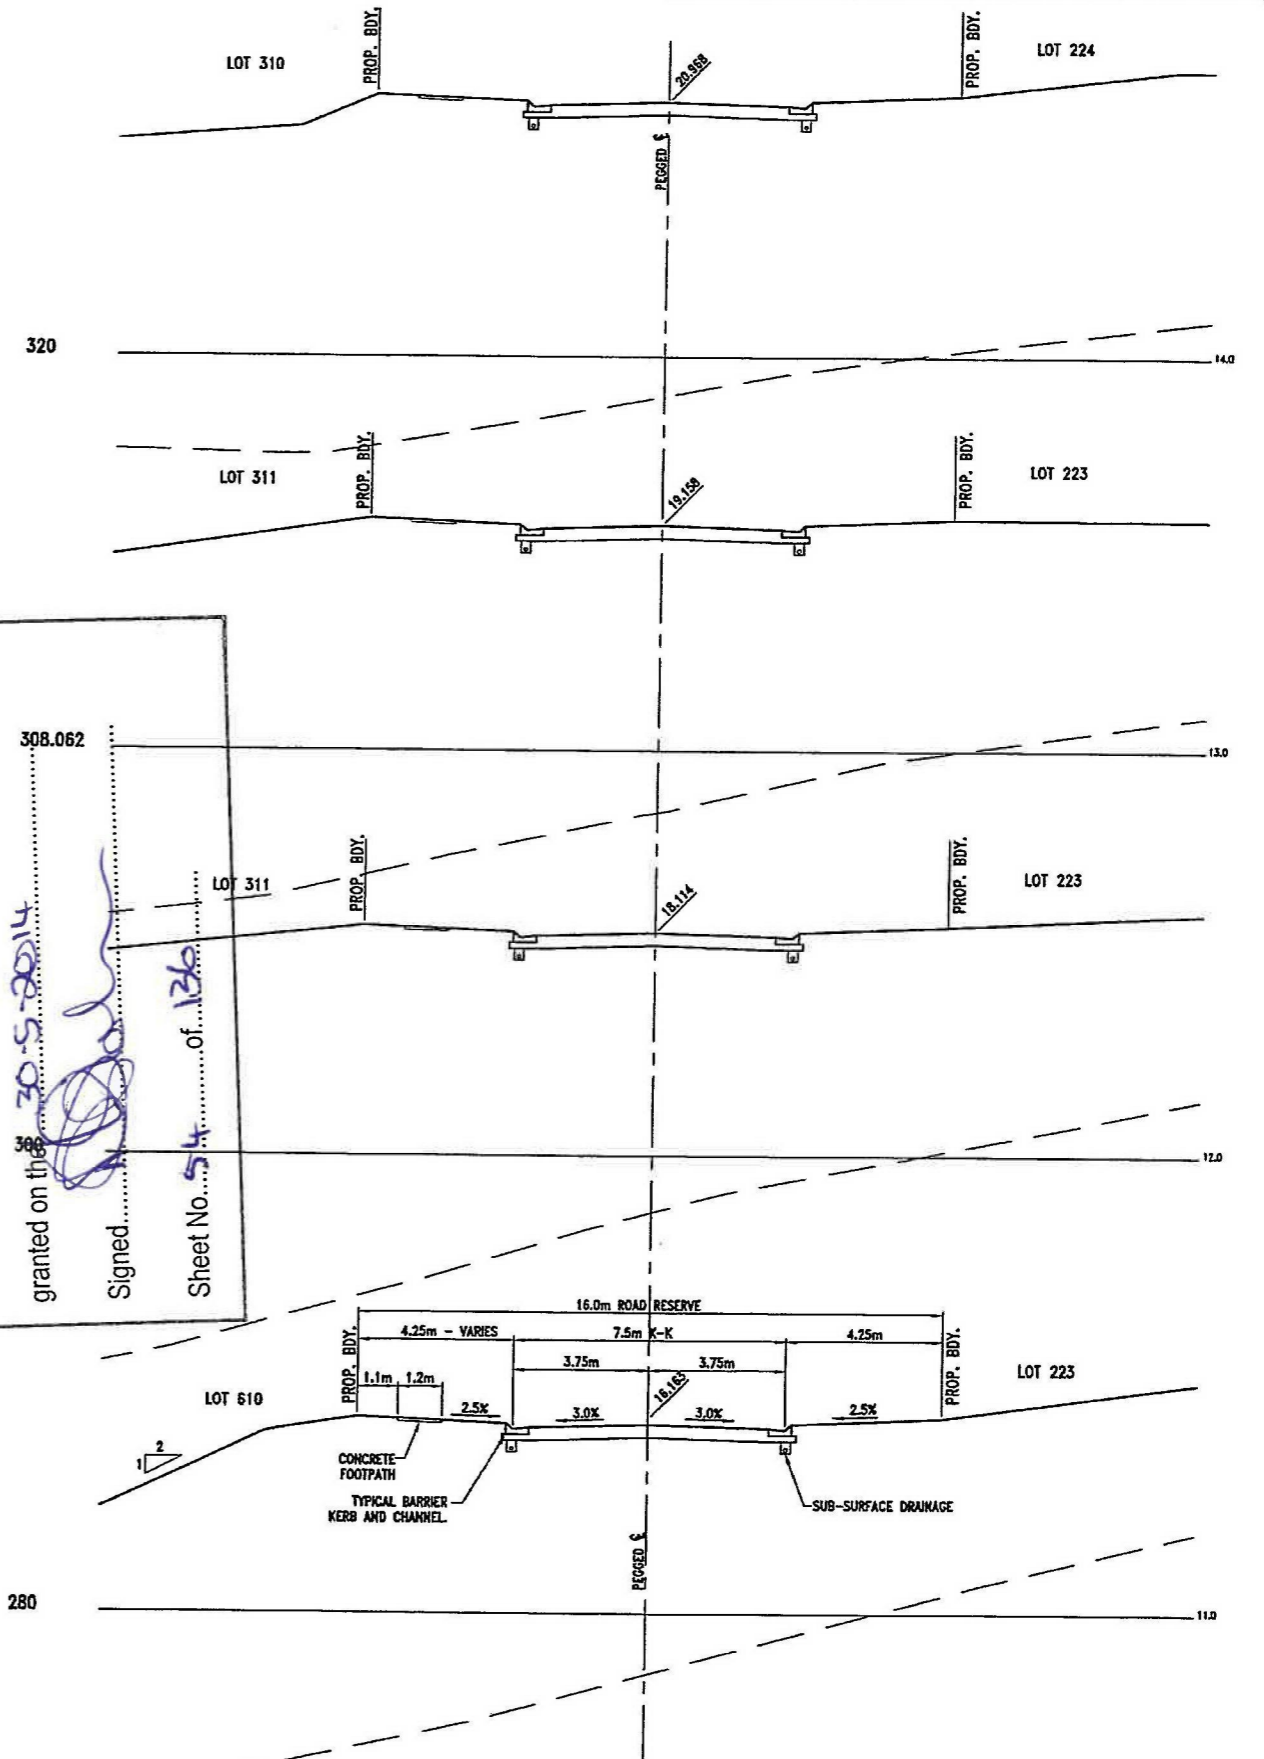 LOT 310
PROP. BDY.
20.968
PROP. BDY.
LOT 224
PEGGED ℄
320
14.0
LOT 311
PROP. BDY.
19.158
PROP. BDY.
LOT 223
308.062
13.0
LOT 311
PROP. BDY.
18.114
PROP. BDY.
LOT 223
300
12.0
granted on the 30-5-2014
Signed
Sheet No. 54 of 136
16.0m ROAD RESERVE
4.25m - VARIES
7.5m K-K
4.25m
3.75m
3.75m
PROP. BDY.
1.1m
1.2m
16.163
PROP. BDY.
LOT 610
LOT 223
2.5%
3.0%
3.0%
2.5%
1
2
CONCRETE
FOOTPATH
TYPICAL BARRIER
KERB AND CHANNEL.
SUB-SURFACE DRAINAGE
PEGGED ℄
280
11.0